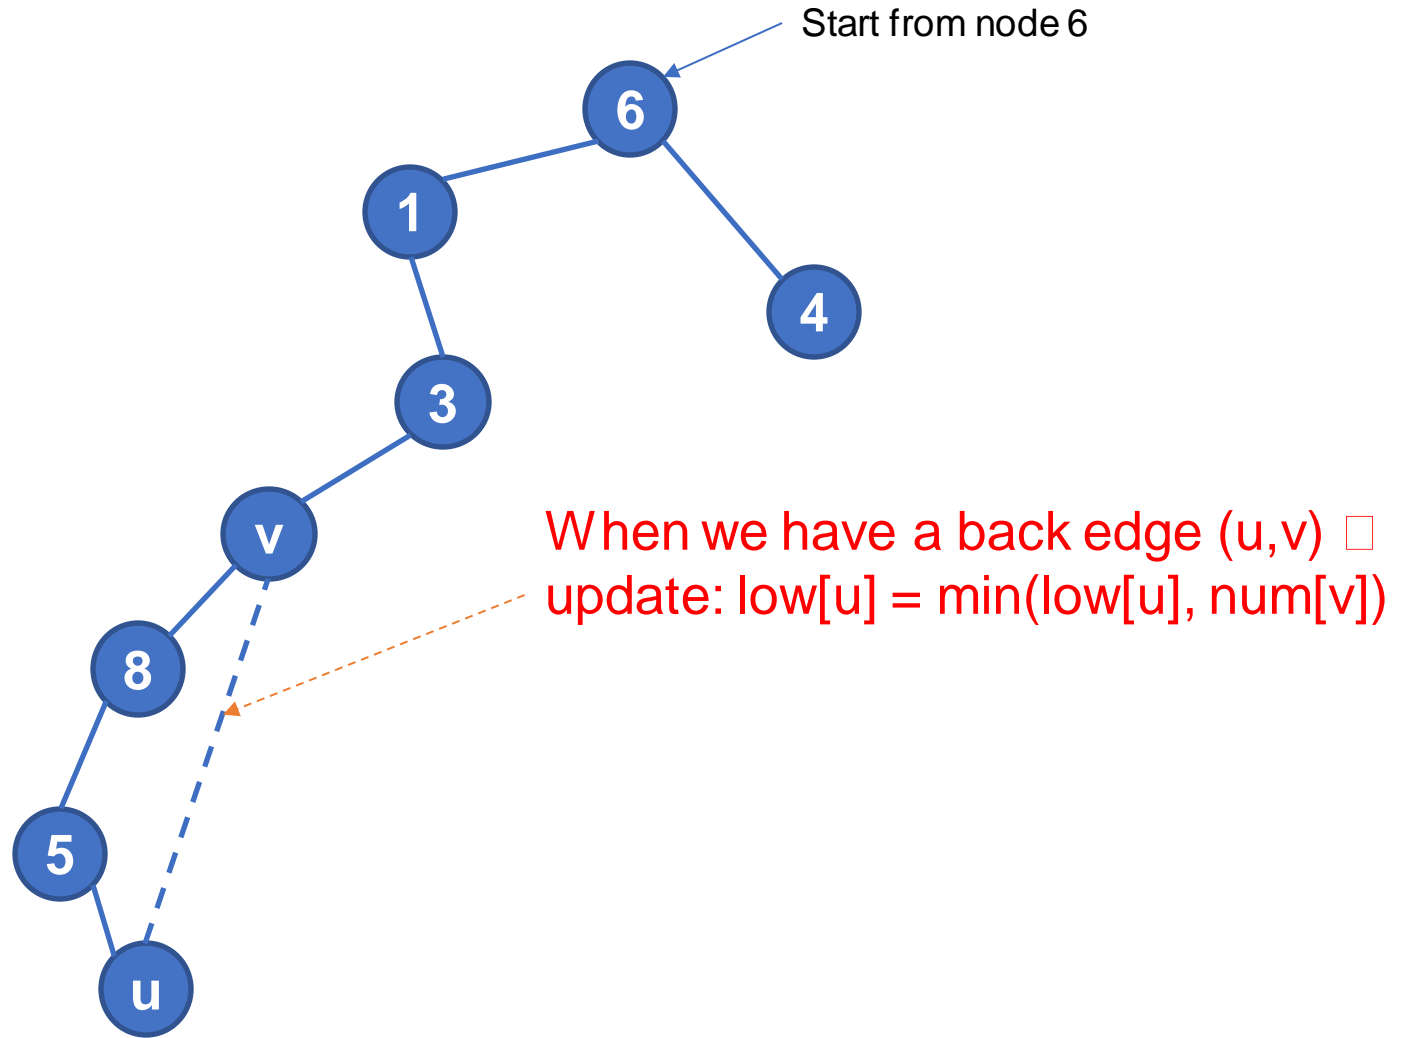 Start from node 6
6
1
4
3
v
When we have a back edge (u,v) □
update: low[u] = min(low[u], num[v])
8
5
u